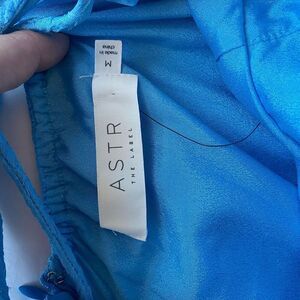 ASTR
THE LABEL
M
made in
china